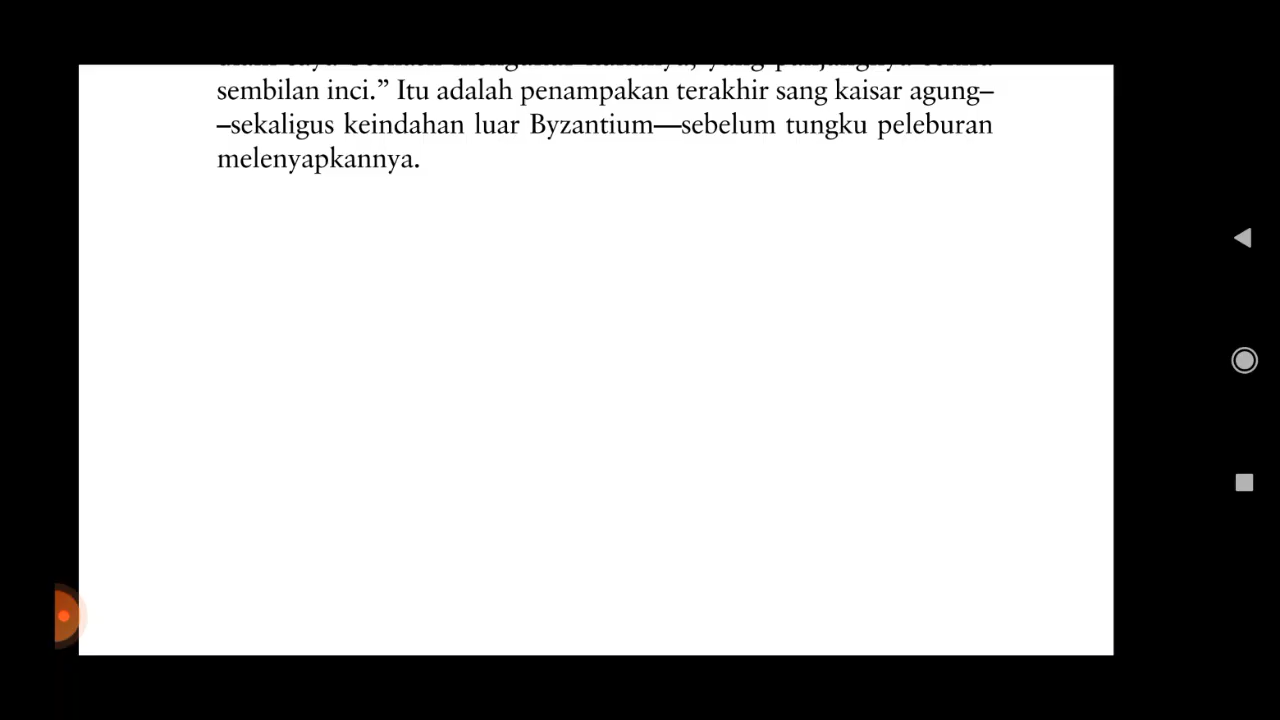 sembilan inci.” Itu adalah penampakan terakhir sang kaisar agung–
–sekaligus keindahan luar Byzantium—sebelum tungku peleburan
melenyapkannya.